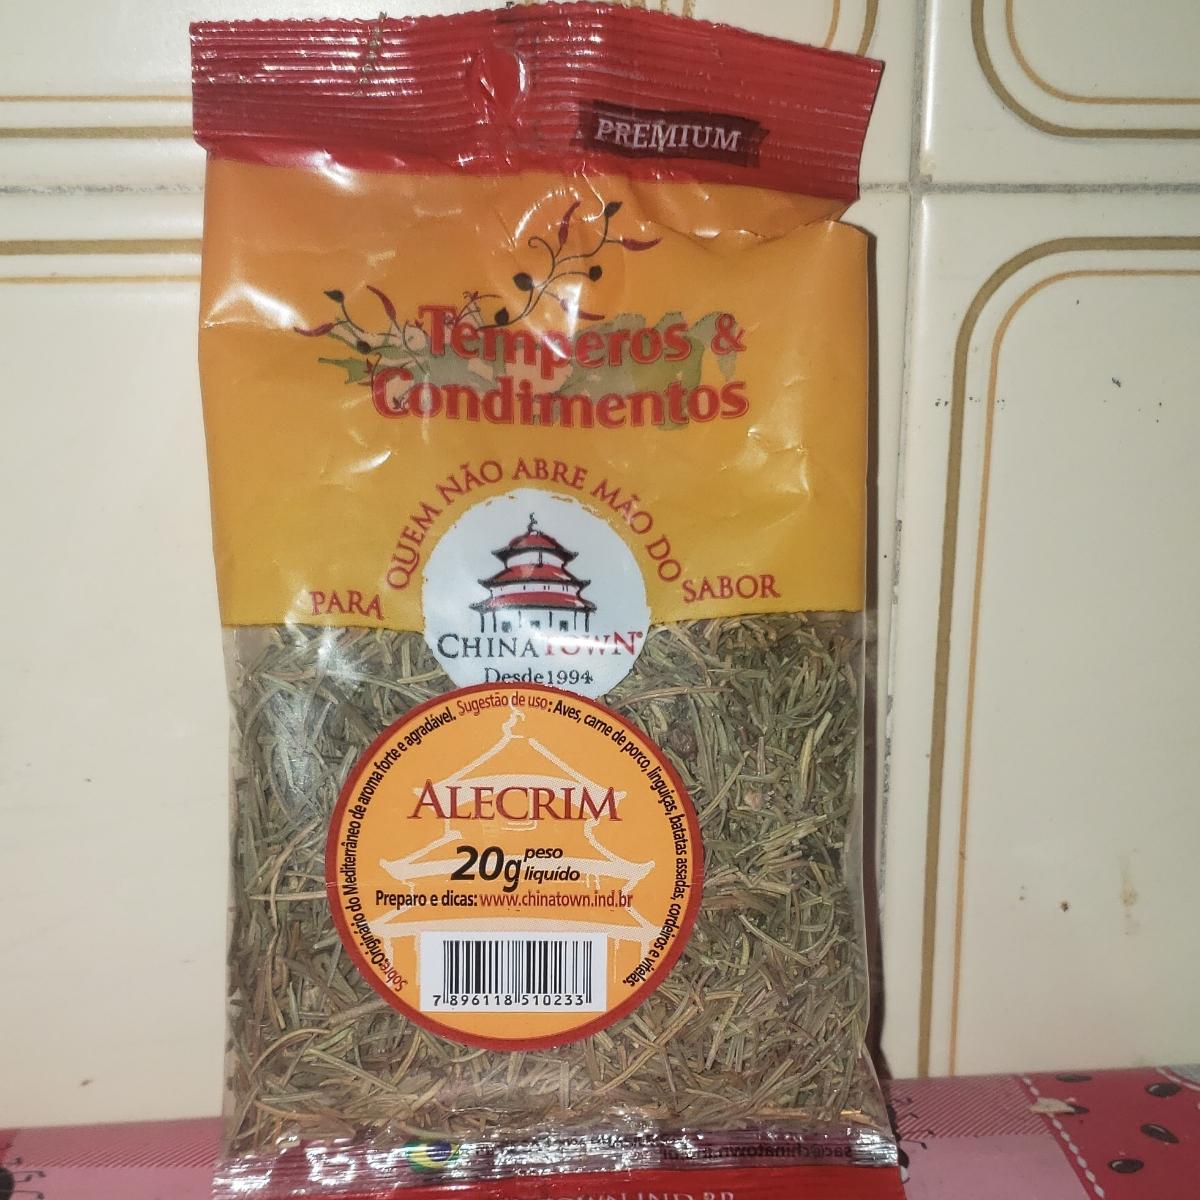 PREMIUM
Temperos &
Condimentos
PARA QUEM NÃO ABRE MÃO DO SABOR
CHINATOWN®
Desde1994
Sobre: Originário do Mediterrâneo de aroma forte e agradável. Sugestão de uso: Aves, carne de porco, linguiças, batatas assadas, cordeiros e vitelas.
ALECRIM
20g peso líquido
Preparo e dicas: www.chinatown.ind.br
7 896118 510233